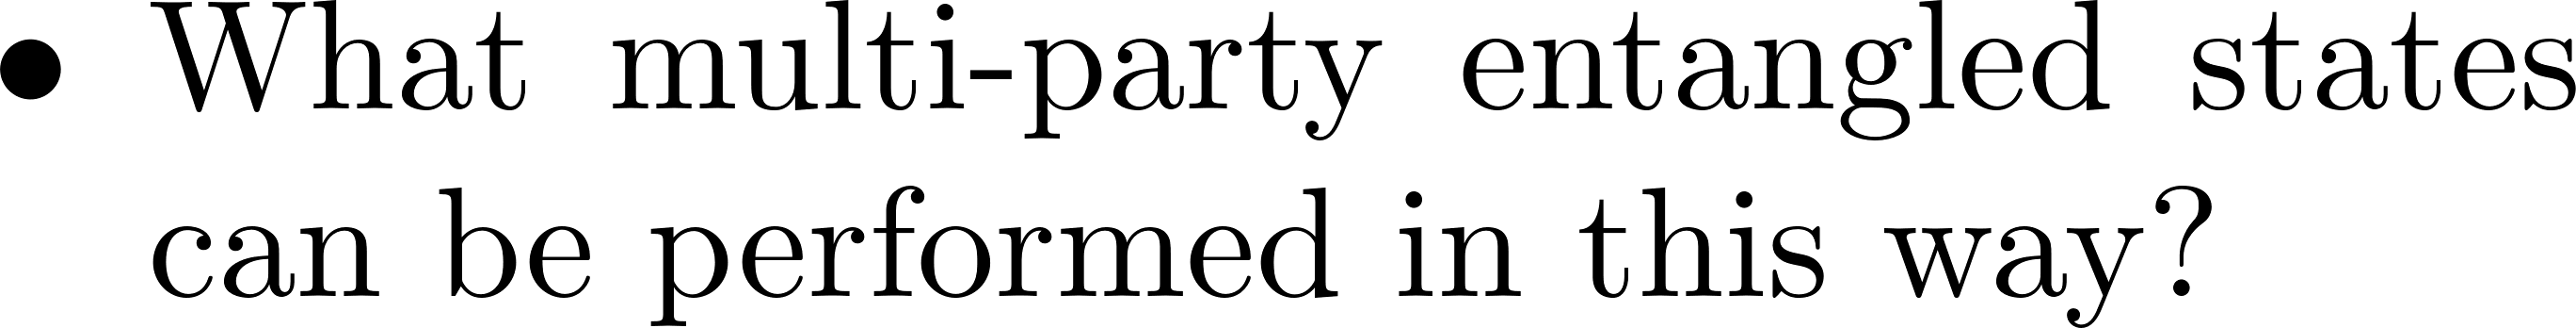 • What multi-party entangled states
can be performed in this way?